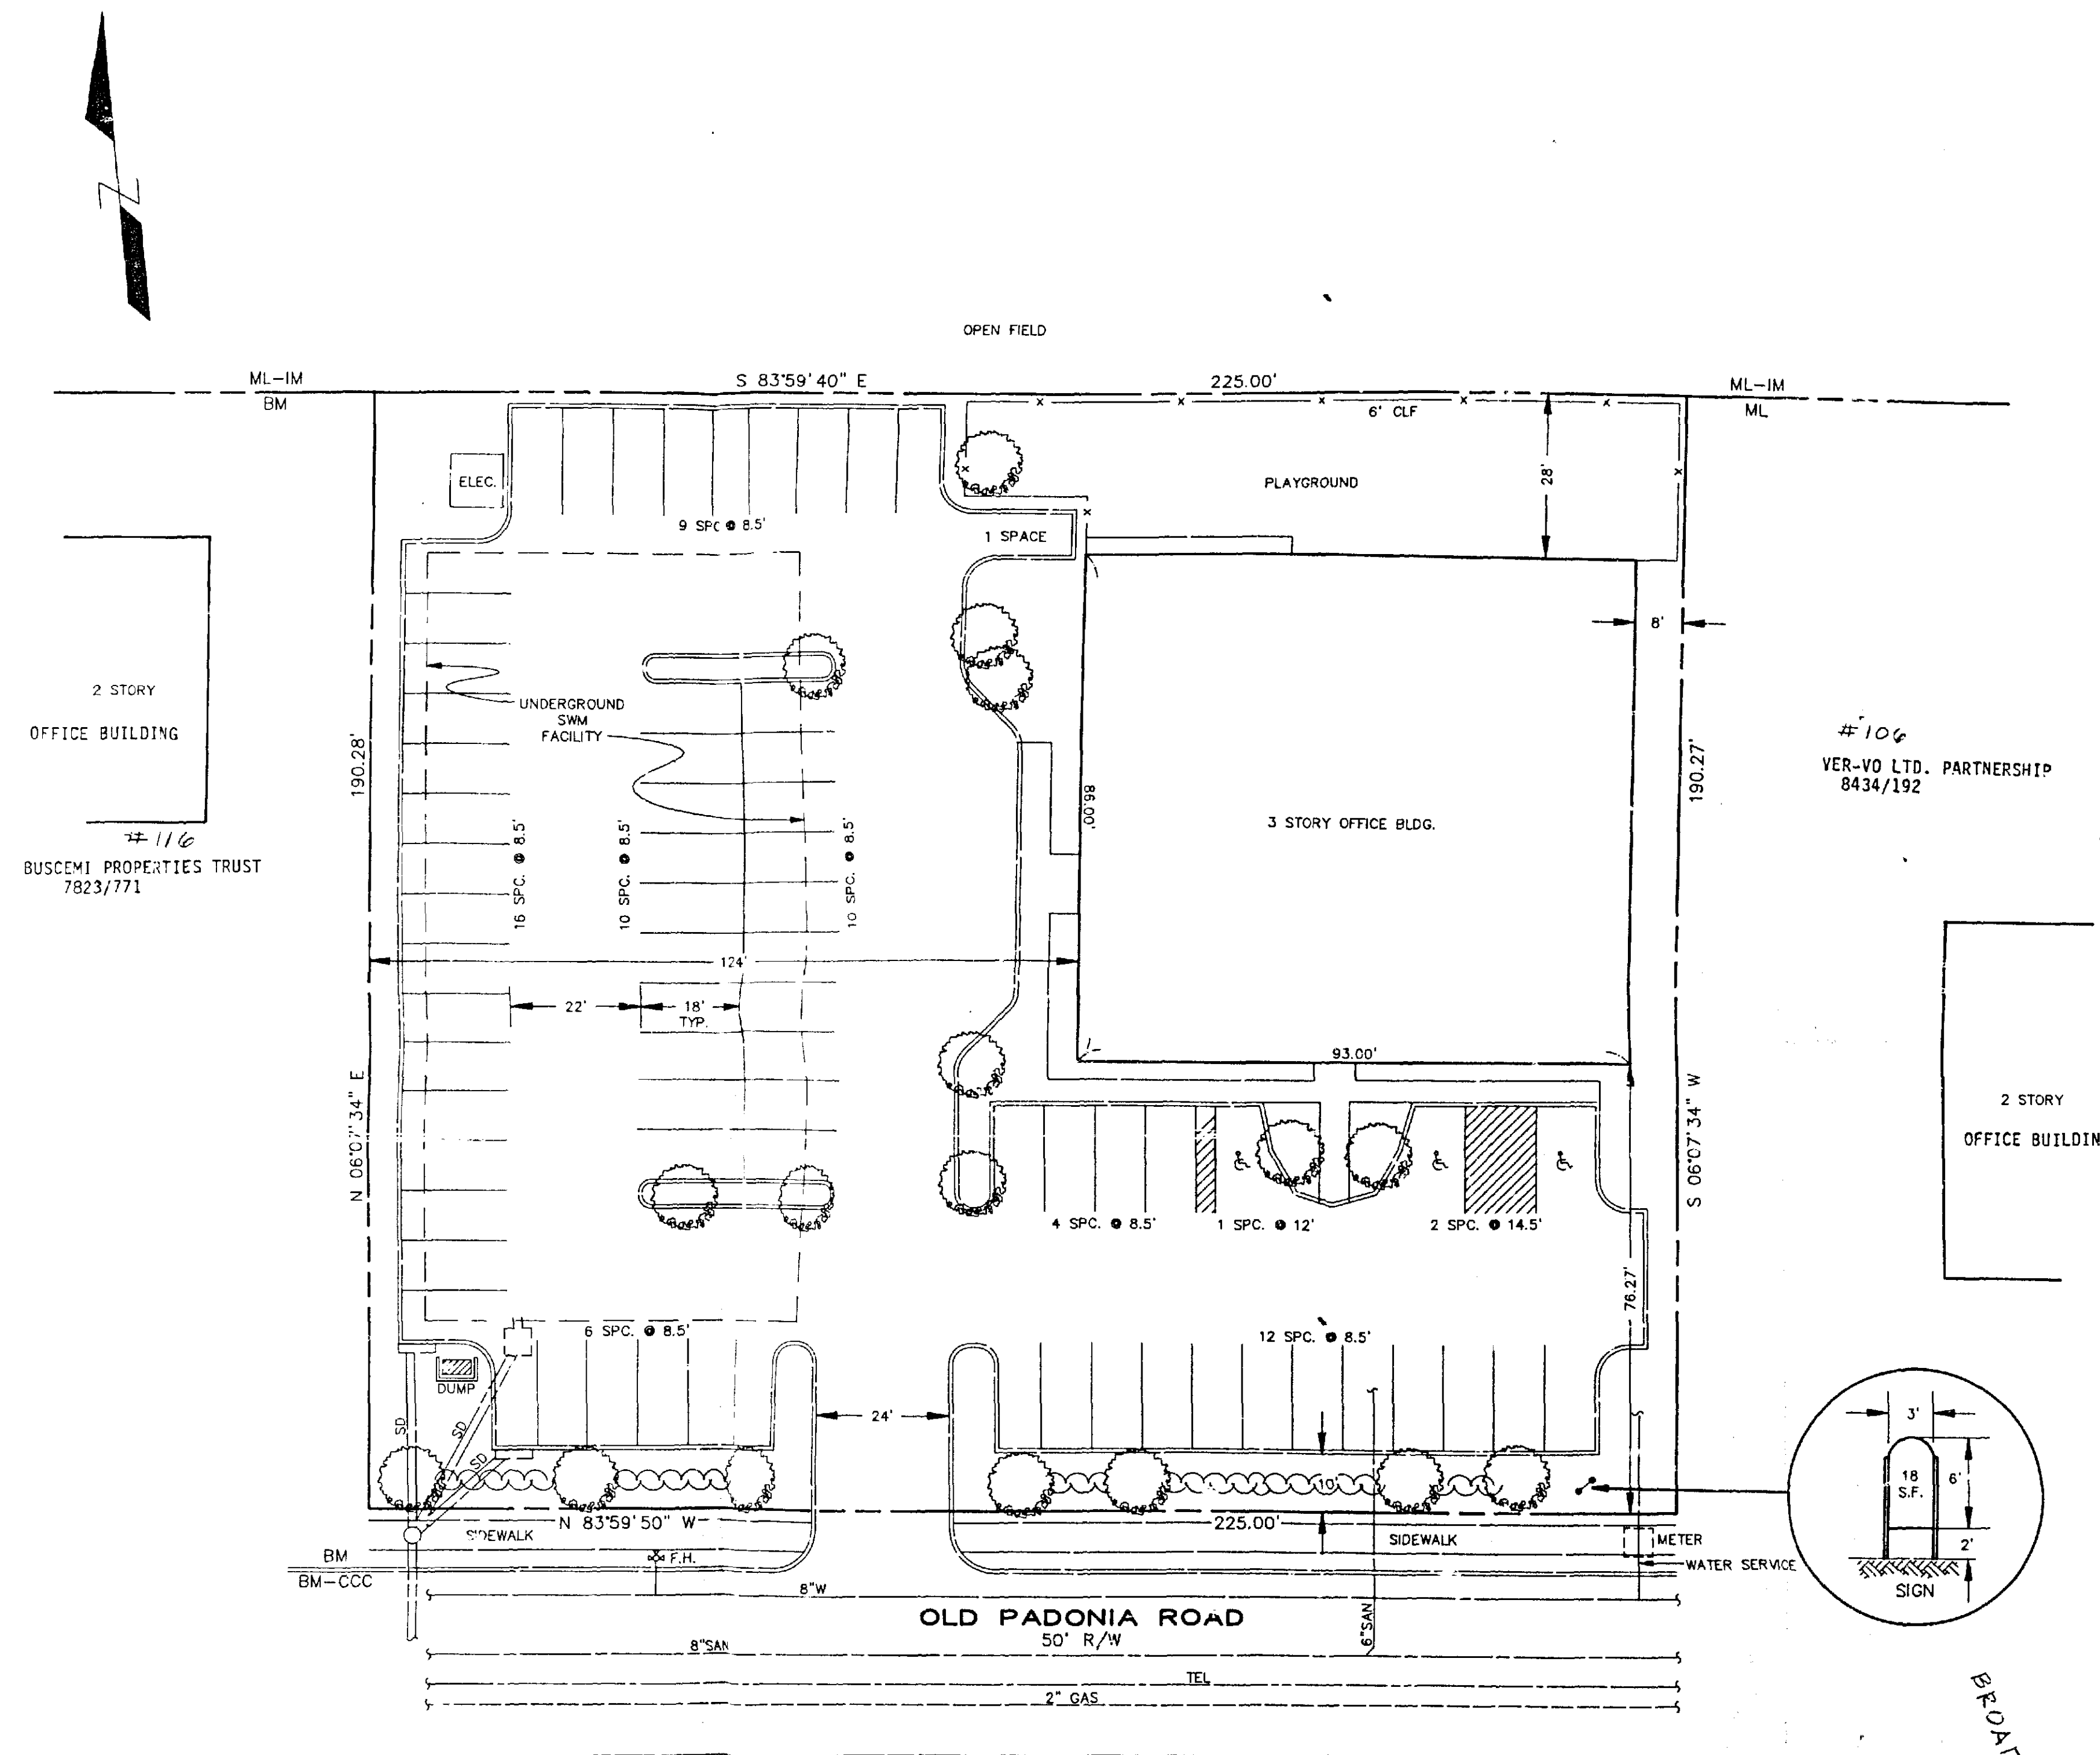 Z
OPEN FIELD
ML-IM
BM
S 83°59'40" E
225.00'
ML-IM
ML
6' CLF
ELEC.
PLAYGROUND
28'
9 SPC @ 8.5'
1 SPACE
8'
2 STORY
OFFICE BUILDING
UNDERGROUND
SWM
FACILITY
190.28'
190.27'
#106
VER-VO LTD. PARTNERSHIP
8434/192
#116
BUSCEMI PROPERTIES TRUST
7823/771
16 SPC. @ 8.5'
10 SPC. @ 8.5'
10 SPC. @ 8.5'
86.00'
3 STORY OFFICE BLDG.
124'
22'
18'
TYP.
93.00'
N 06°07'34" E
S 06°07'34" W
2 STORY
OFFICE BUILDIN
4 SPC. @ 8.5'
1 SPC. @ 12'
2 SPC. @ 14.5'
76.27'
6 SPC. @ 8.5'
12 SPC. @ 8.5'
DUMP
24'
SD
SD
SD
10'
3'
18
S.F.
6'
2'
SIGN
N 83°59'50" W
225.00'
SIDEWALK
SIDEWALK
METER
WATER SERVICE
BM
BM-CCC
F.H.
8"W
OLD PADONIA ROAD
50' R/W
8"SAN
6"SAN
TEL
2" GAS
BROAD